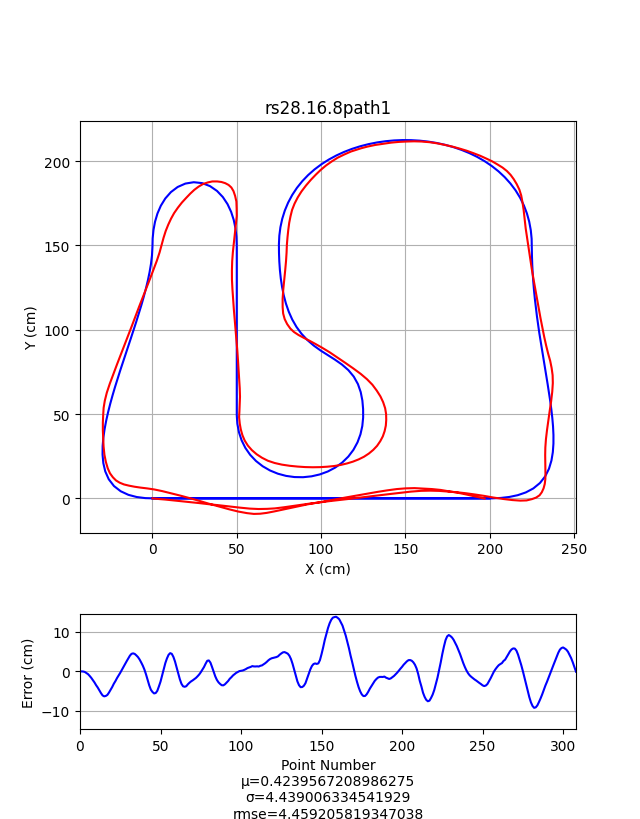 rs28.16.8path1
200
150
100
50
0
Y (cm)
0 50 100 150 200 250
X (cm)
10
0
−10
Error (cm)
0 50 100 150 200 250 300
Point Number
μ=0.4239567208986275
σ=4.439006334541929
rmse=4.459205819347038